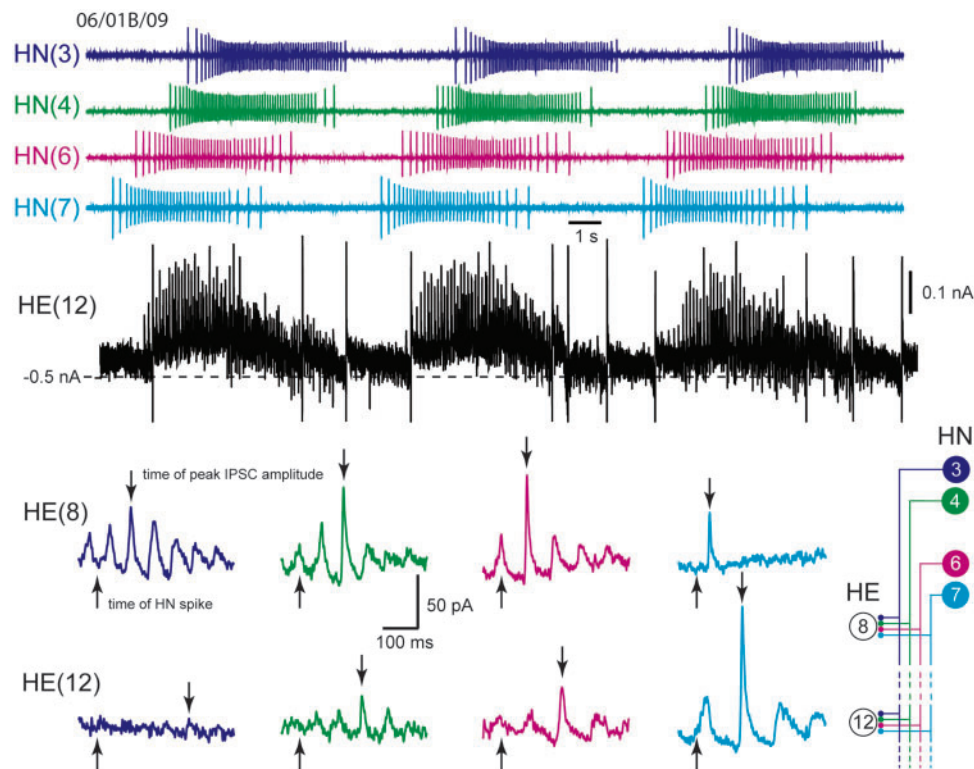 06/01B/09
HN(3)
HN(4)
HN(6)
HN(7)
1 s
HE(12)
0.1 nA
-0.5 nA
HN
3
4
6
7
HE
8
12
HE(8)
time of peak IPSC amplitude
time of HN spike
50 pA
100 ms
HE(12)